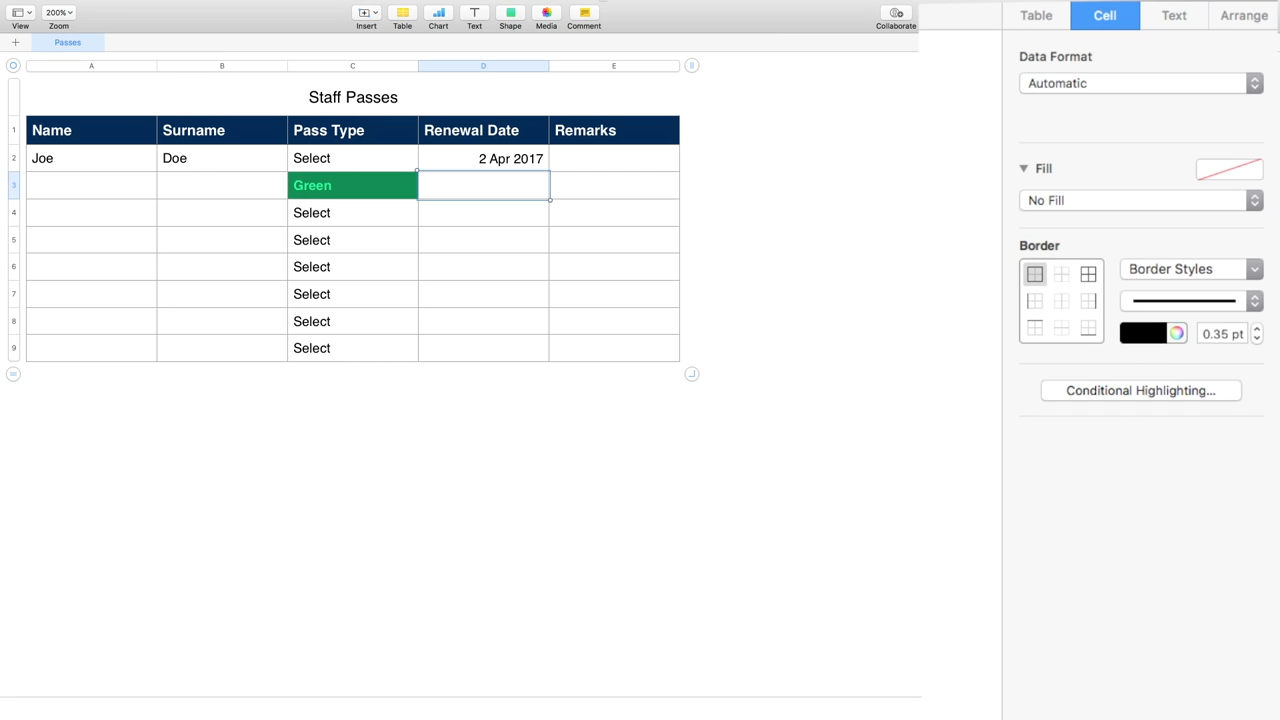 View
200%
Zoom
Insert
Table
Chart
Text
Shape
Media
Comment
Collaborate
Table Cell Text Arrange
+ Passes
A B C D E
Staff Passes
1 Name Surname Pass Type Renewal Date Remarks
2 Joe Doe Select 2 Apr 2017
3 Green
4 Select
5 Select
6 Select
7 Select
8 Select
9 Select
Data Format
Automatic
Fill
No Fill
Border
Border Styles
0.35 pt
Conditional Highlighting...